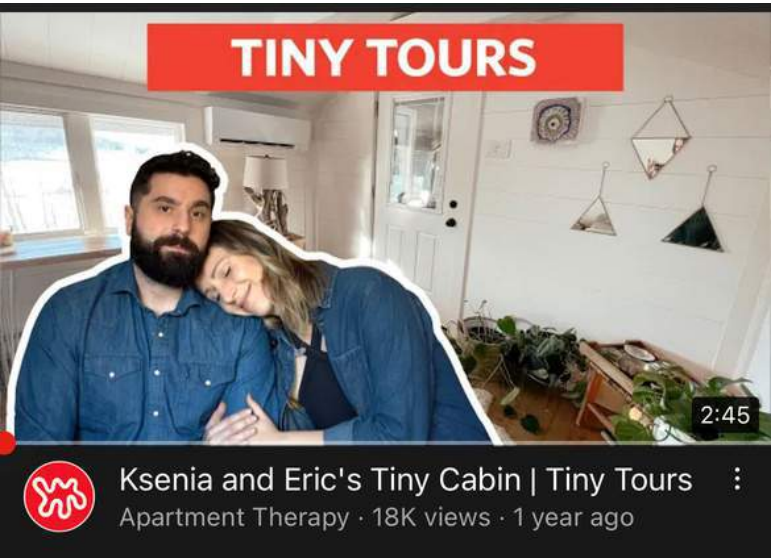 TINY TOURS
2:45
Ksenia and Eric's Tiny Cabin | Tiny Tours
Apartment Therapy · 18K views · 1 year ago